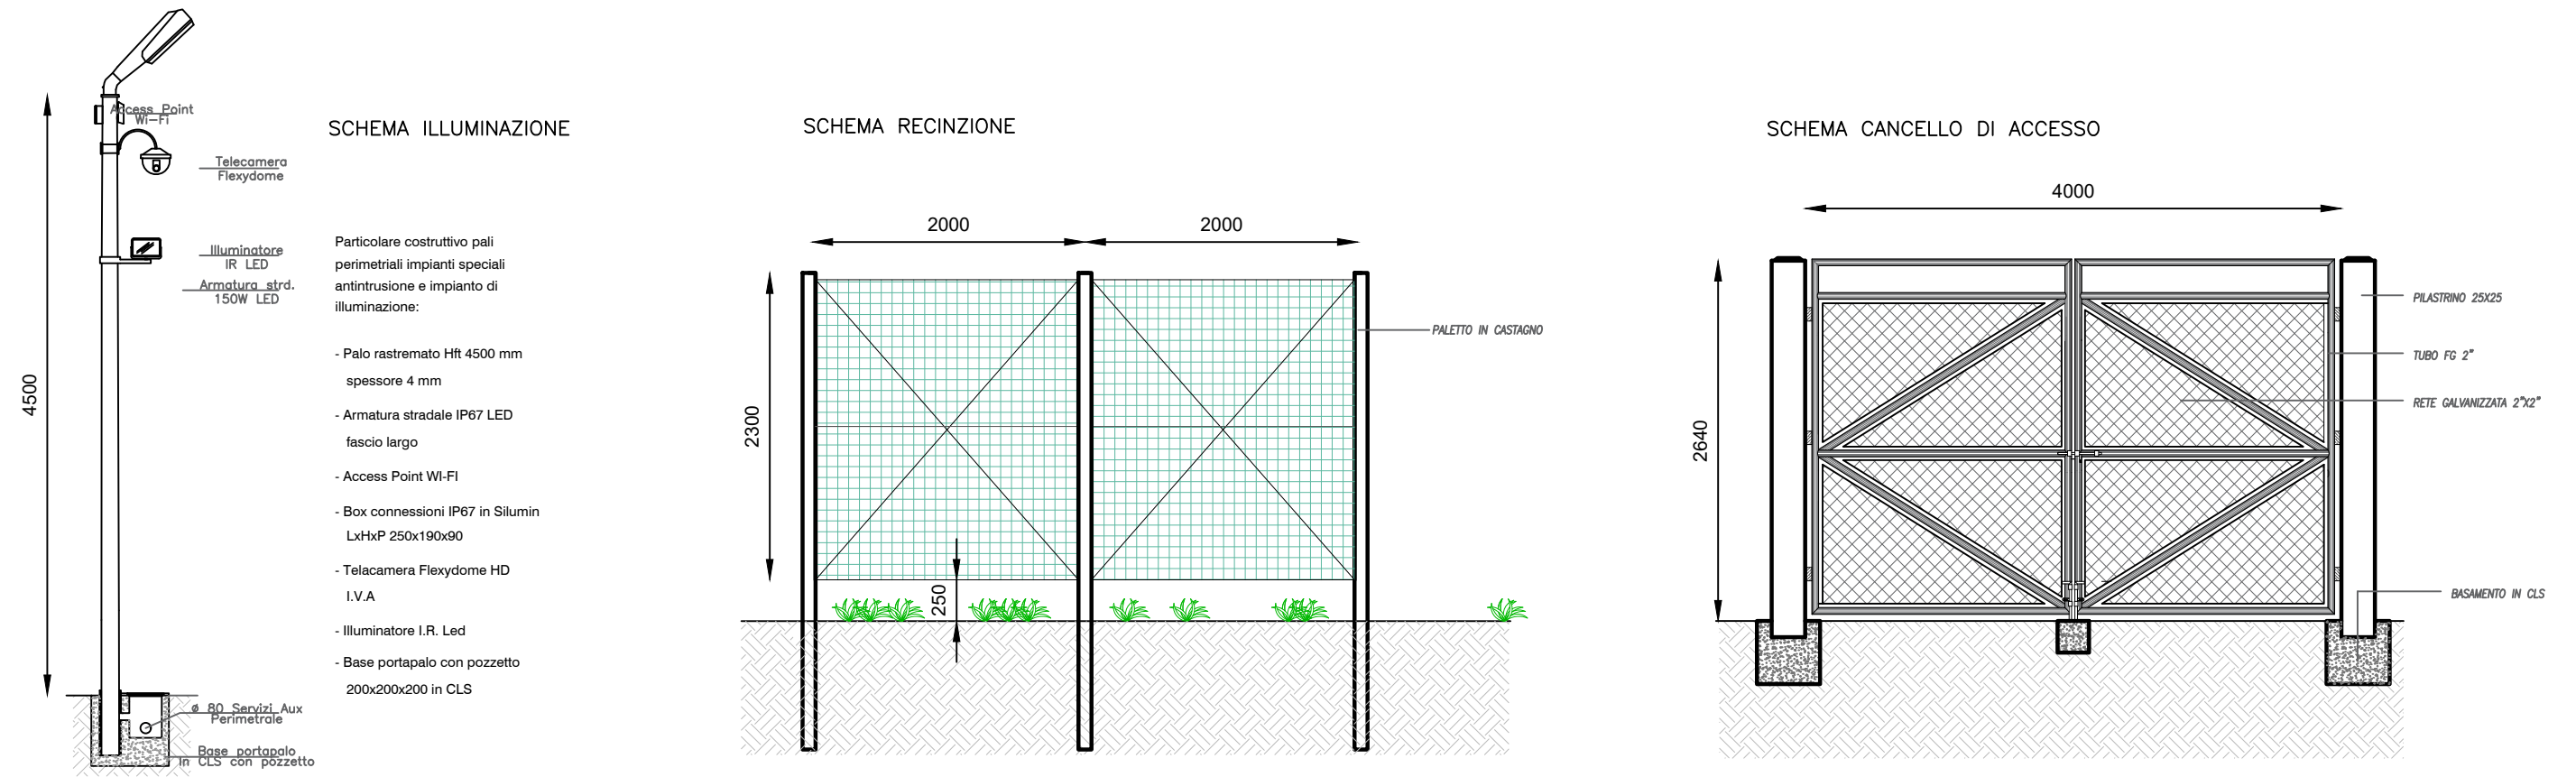 SCHEMA ILLUMINAZIONE
4500
Access Point
Wi-Fi
Telecamera
Flexydome
Illuminatore
IR LED
Armatura strd.
150W LED
ø 80 Servizi Aux
Perimetrale
Base portapalo
in CLS con pozzetto
Particolare costruttivo pali
perimetriali impianti speciali
antintrusione e impianto di
illuminazione:
- Palo rastremato Hft 4500 mm
spessore 4 mm
- Armatura stradale IP67 LED
fascio largo
- Access Point WI-FI
- Box connessioni IP67 in Silumin
LxHxP 250x190x90
- Telacamera Flexydome HD
I.V.A
- Illuminatore I.R. Led
- Base portapalo con pozzetto
200x200x200 in CLS
SCHEMA RECINZIONE
2000
2000
2300
250
PALETTO IN CASTAGNO
SCHEMA CANCELLO DI ACCESSO
4000
2640
PILASTRINO 25X25
TUBO FG 2"
RETE GALVANIZZATA 2"X2"
BASAMENTO IN CLS